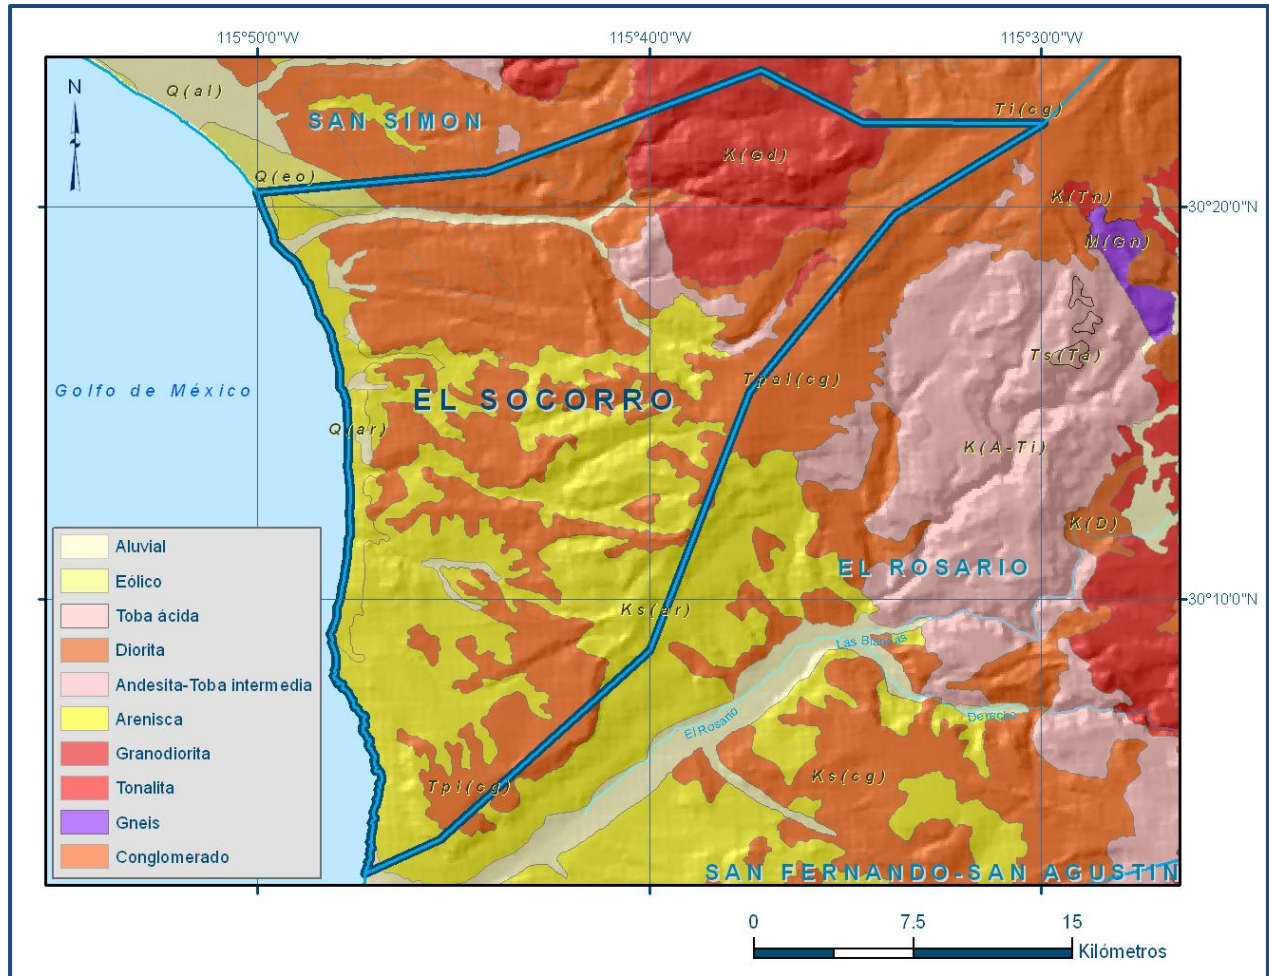 115°50'0"W
115°40'0"W
115°30'0"W
N
Q(al)
SAN SIMON
Ti(cg)
K(Gd)
Q(eo)
K(Tn)
30°20'0"N
M(Gn)
Ts(Ta)
Golfo de México
EL SOCORRO
Tpal(cg)
Q(ar)
K(A-Ti)
K(D)
EL ROSARIO
Ks(ar)
30°10'0"N
Las Blancas
El Rosario
Derecho
Tpl(cg)
Ks(cg)
SAN FERNANDO-SAN AGUSTIN
Aluvial
Eólico
Toba ácida
Diorita
Andesita-Toba intermedia
Arenisca
Granodiorita
Tonalita
Gneis
Conglomerado
0 7.5 15
Kilómetros